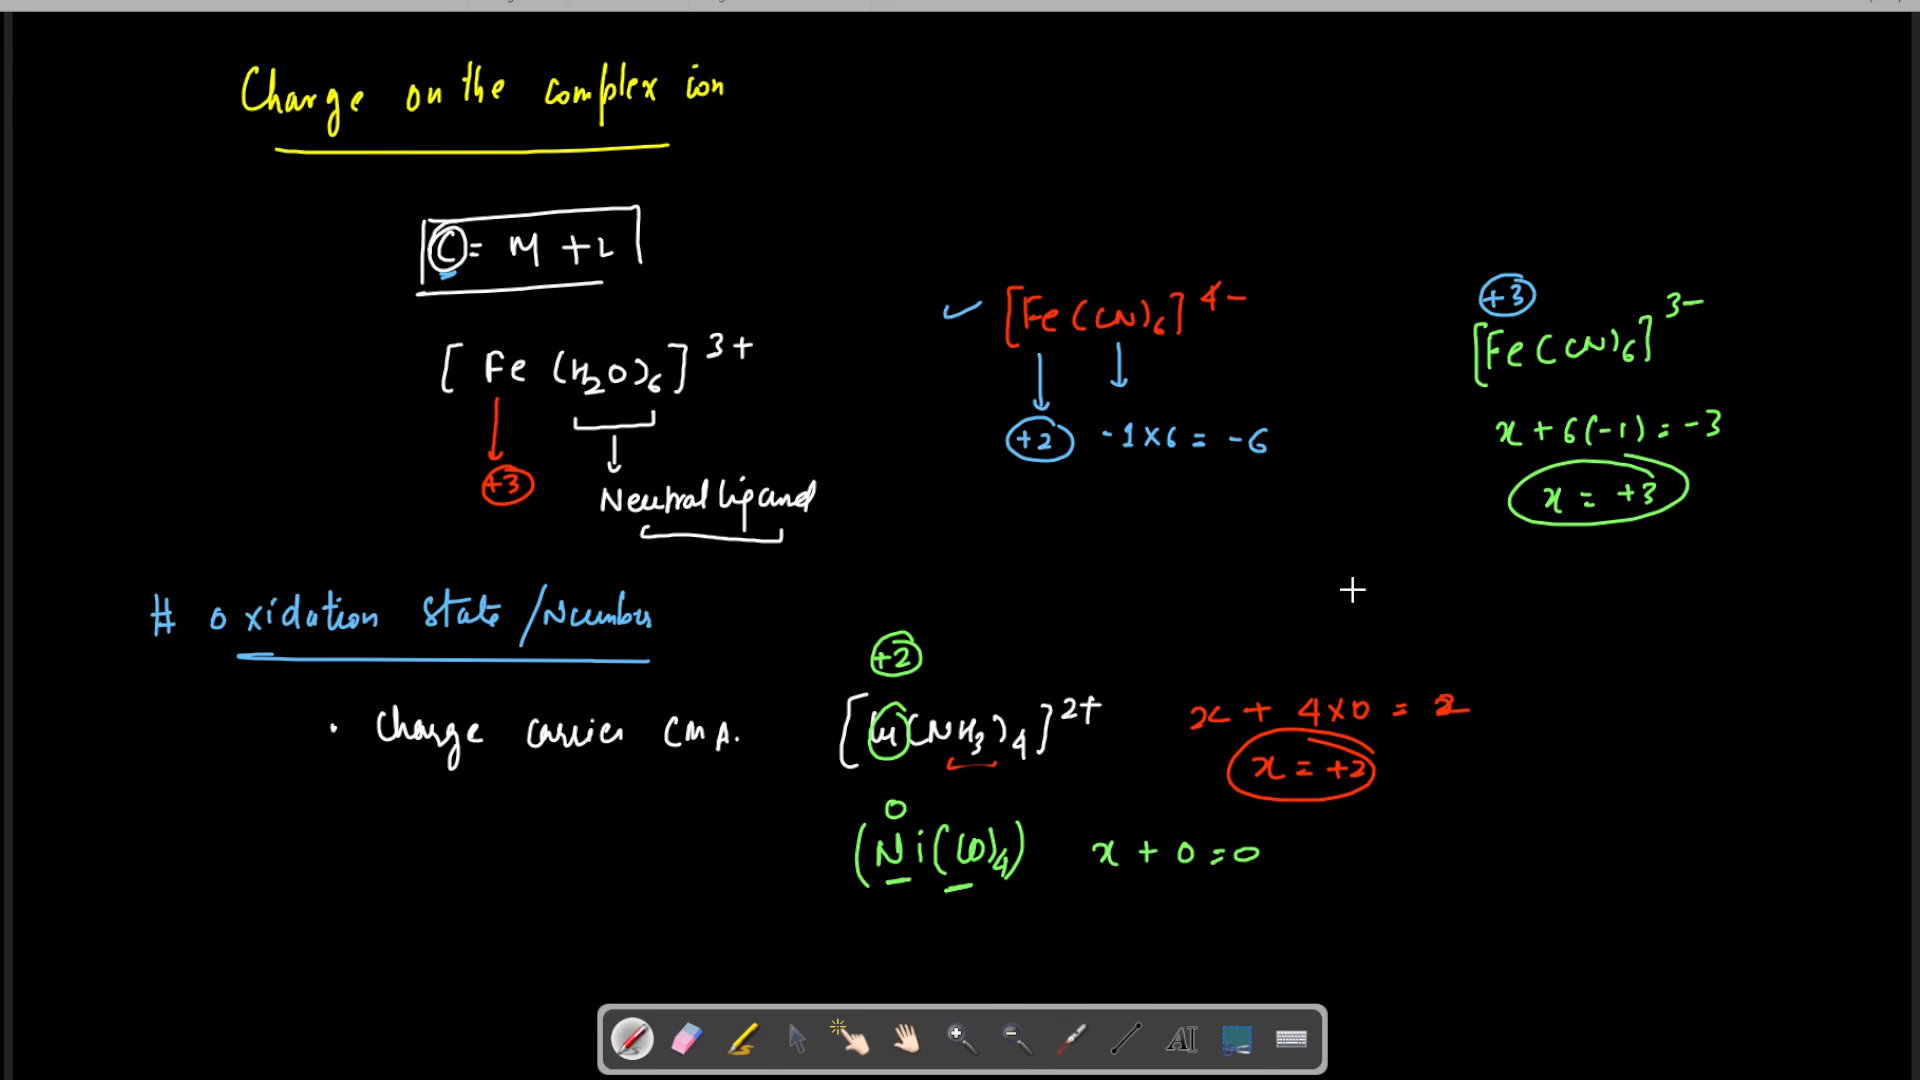 Charge on the complex ion
C = M + L
[Fe(H2O)6]3+
+3
Neutral ligand
[Fe(CN)6]4-
+2 -1×6 = -6
+3
[Fe(CN)6]3-
x + 6(-1) = -3
x = +3
# Oxidation State/Number
· Charge carries CMA.
+2
[Cu(NH3)4]2+
x + 4×0 = 2
x = +2
0
(Ni(CO)4) x + 0 = 0
AI